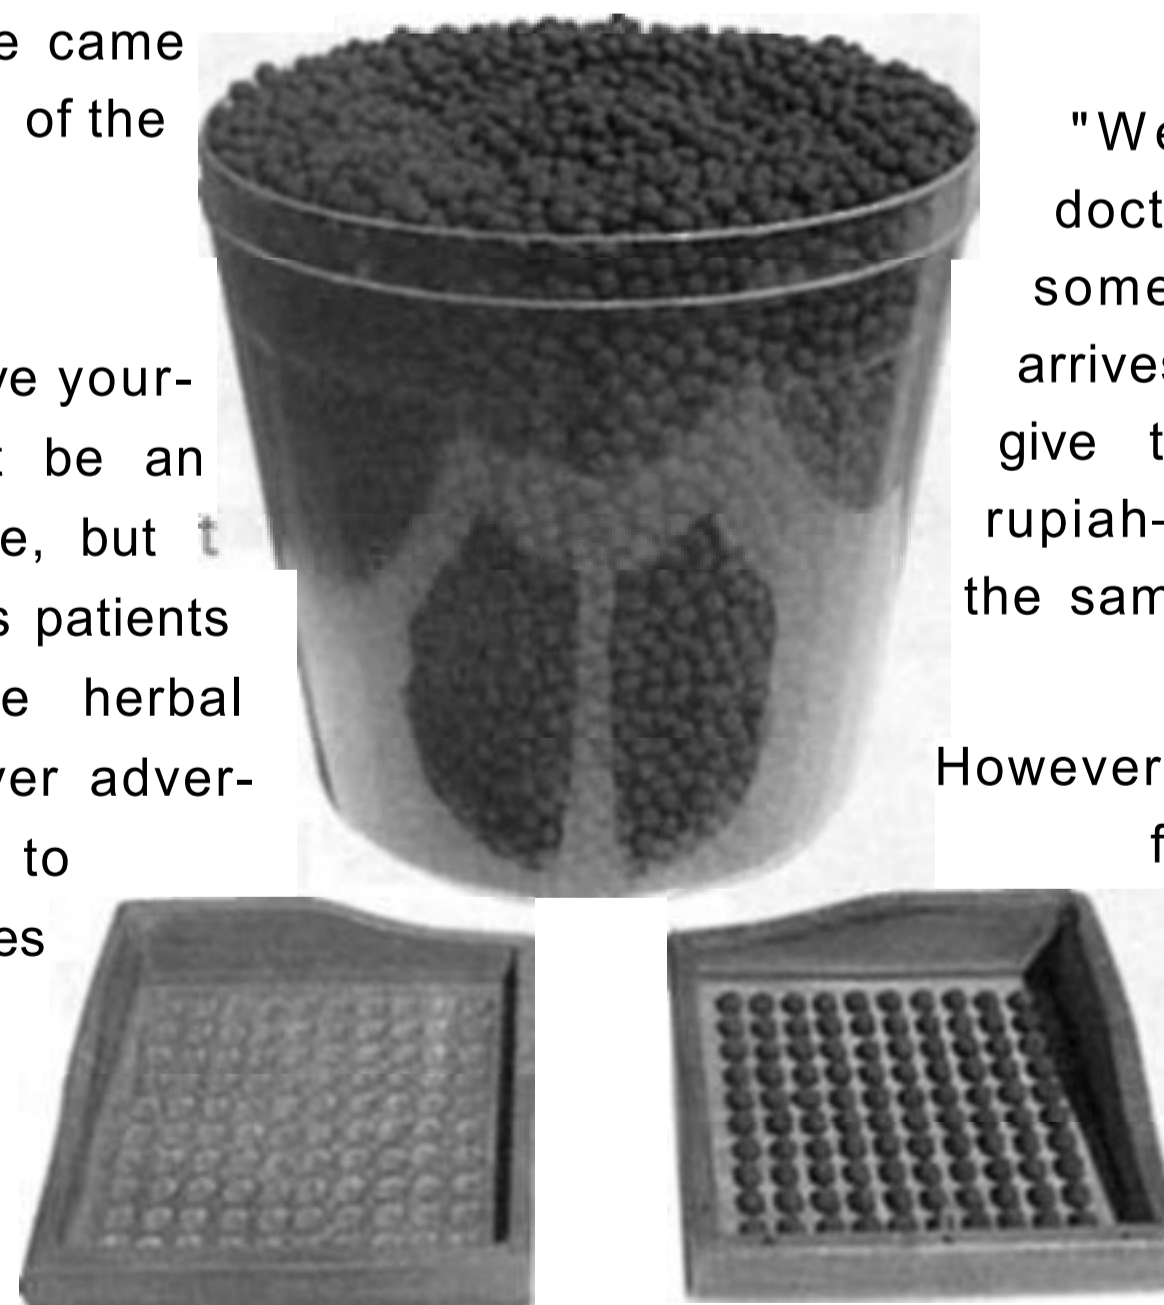 e came
of the
ve your-
be an
e, but t
s patients
e herbal
ver adver-
to
es
"We
doct
some
arrives
give t
rupiah-
the sam
However
f